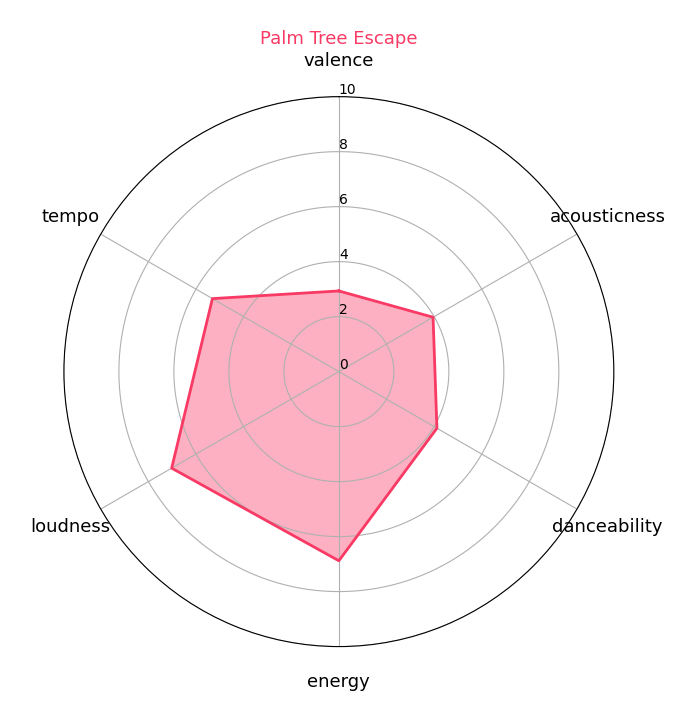 Palm Tree Escape
valence
10
8
tempo
acousticness
6
4
2
0
loudness
danceability
energy